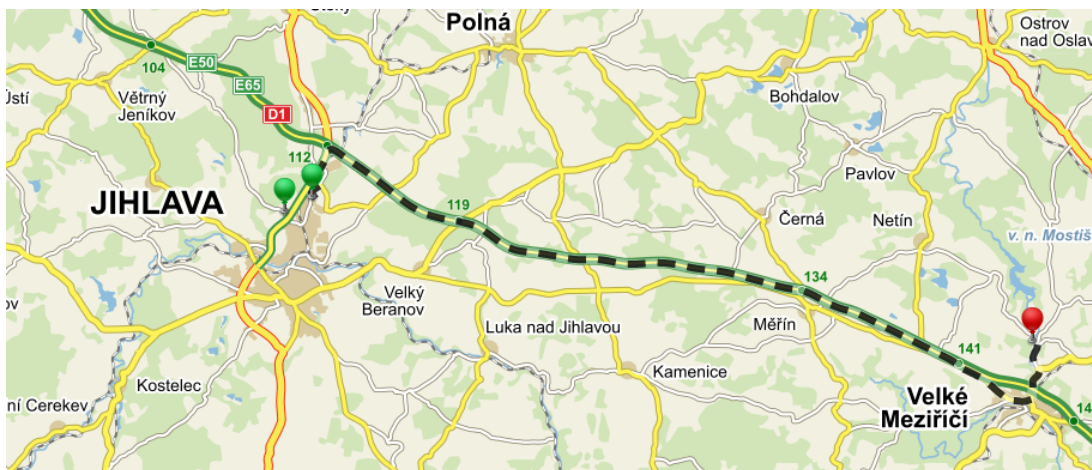 Polná
Ostrov
nad Oslav
E50
104
E65
Větrný
Jeníkov
Ústí
D1
Bohdalov
112
Pavlov
JIHLAVA
119
Černá
Netín
v. n. Mostiš
134
Velký
Beranov
Luka nad Jihlavou
Měřín
141
Kamenice
Kostelec
Velké
Meziříčí
ní Cerekev
14